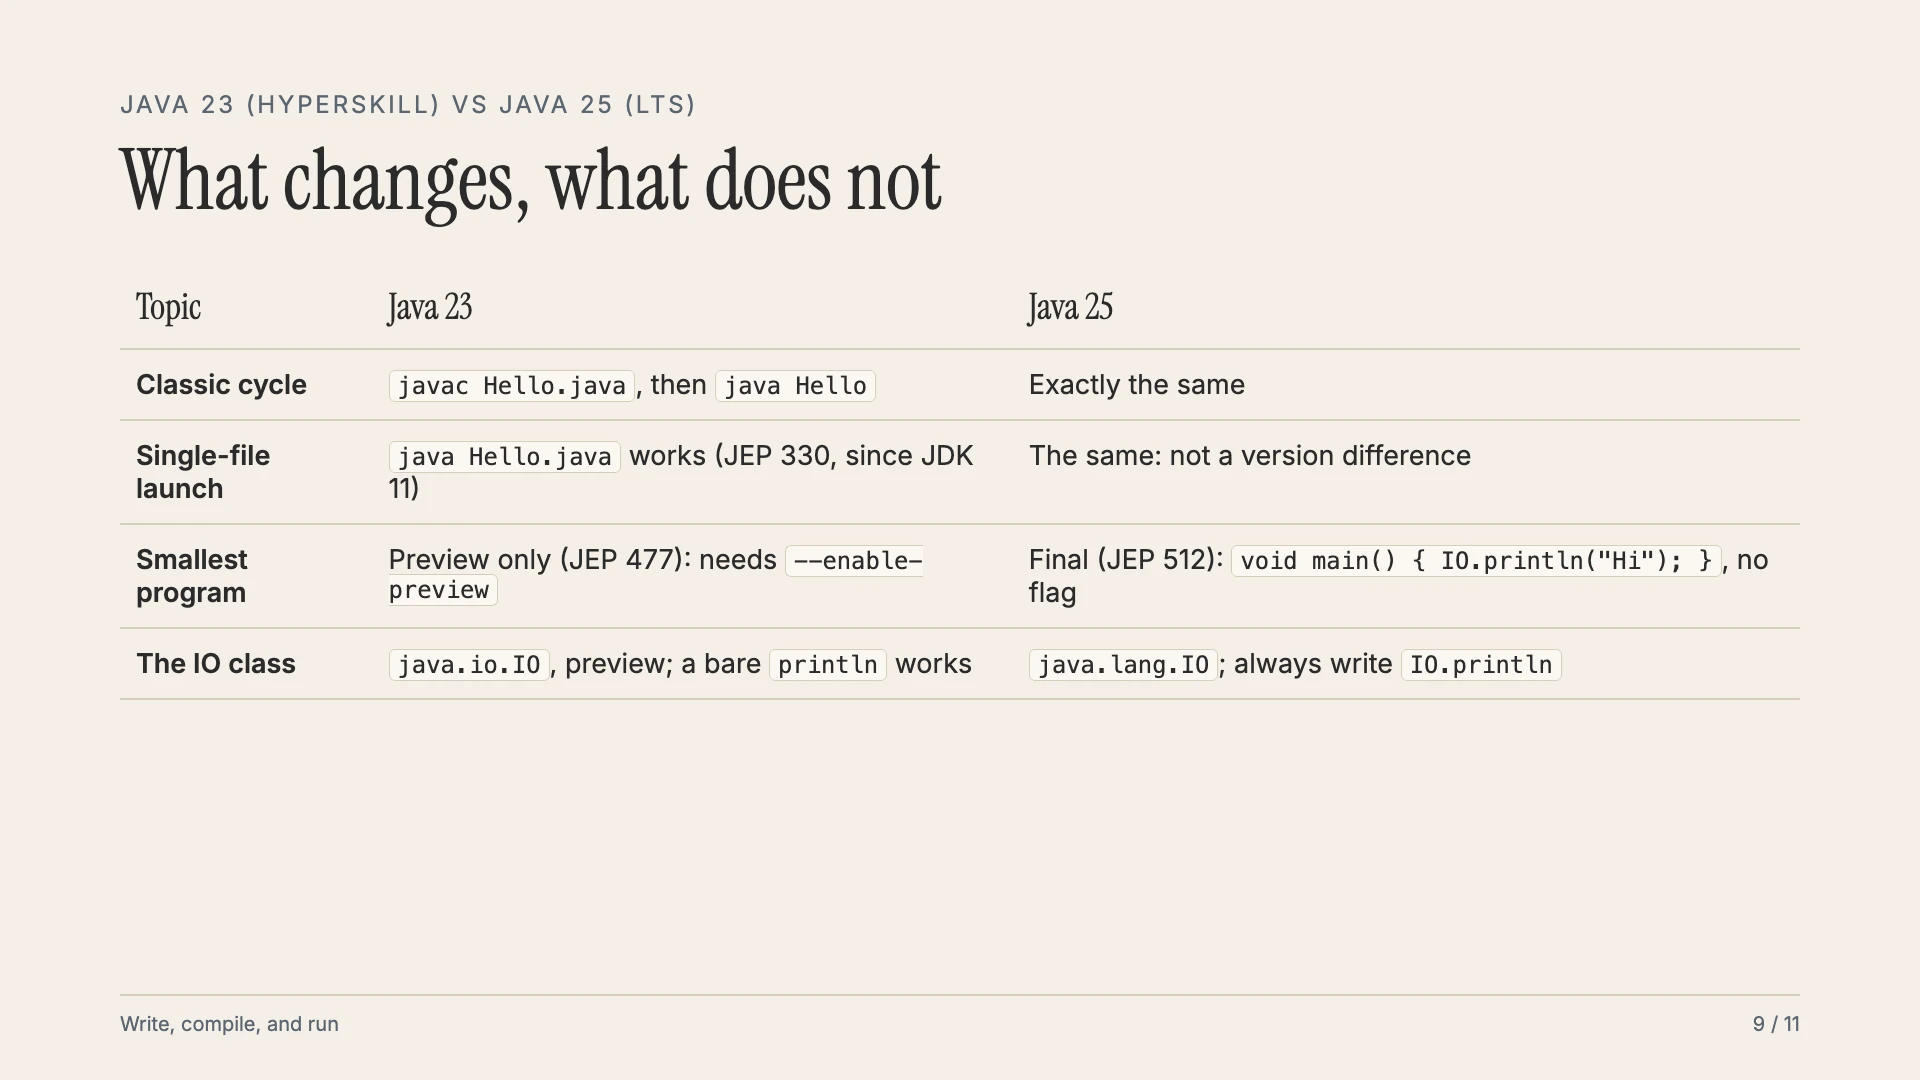 JAVA 23 (HYPERSKILL) VS JAVA 25 (LTS)
What changes, what does not
Topic
Java 23
Java 25
Classic cycle
javac Hello.java, then java Hello
Exactly the same
Single-file
launch
java Hello.java works (JEP 330, since JDK
11)
The same: not a version difference
Smallest
program
Preview only (JEP 477): needs --enable-
preview
Final (JEP 512): void main() { IO.println("Hi"); }, no
flag
The IO class
java.io.IO, preview; a bare println works
java.lang.IO; always write IO.println
Write, compile, and run
9 / 11